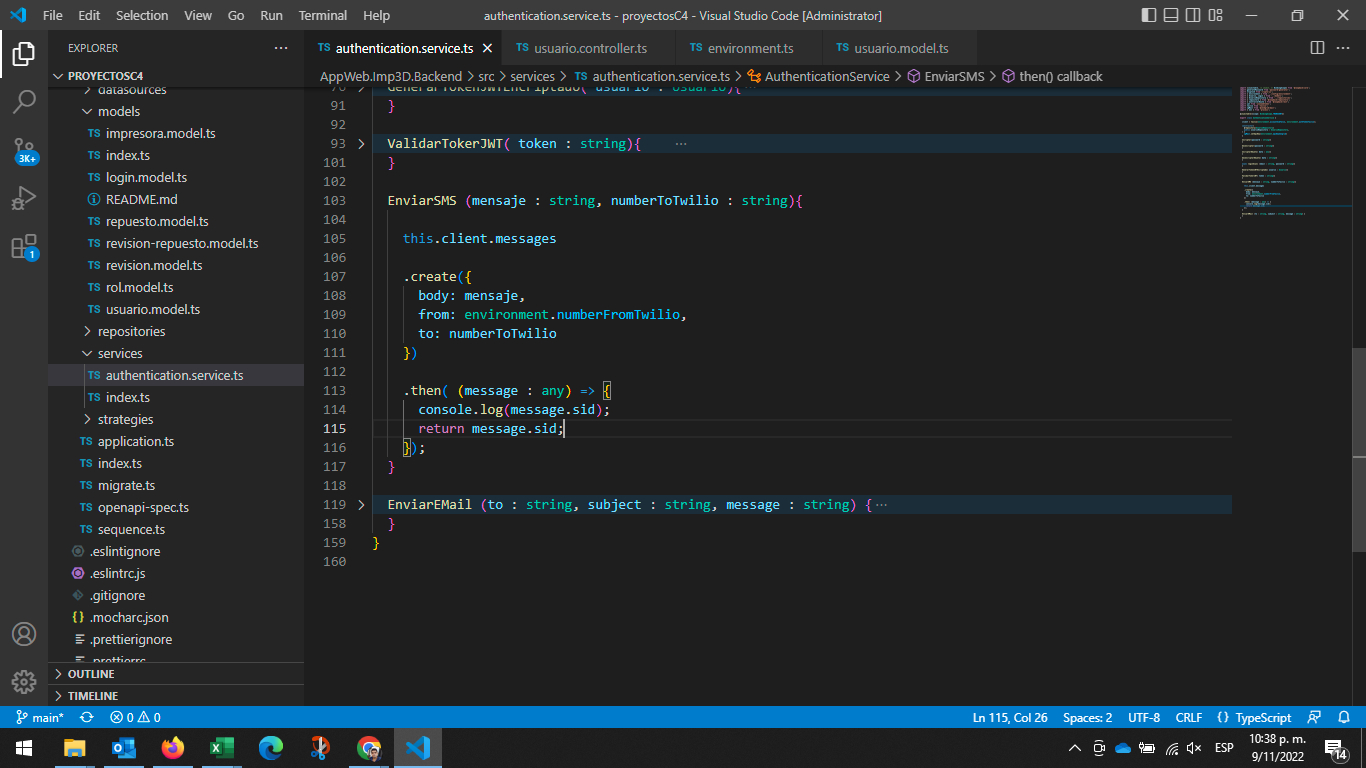 File Edit Selection View Go Run Terminal Help
authentication.service.ts - proyectosC4 - Visual Studio Code [Administrator]
EXPLORER
PROYECTOSC4
datasources
models
TS impresora.model.ts
TS index.ts
TS login.model.ts
README.md
TS repuesto.model.ts
TS revision-repuesto.model.ts
TS revision.model.ts
TS rol.model.ts
TS usuario.model.ts
repositories
services
TS authentication.service.ts
TS index.ts
strategies
TS application.ts
TS index.ts
TS migrate.ts
TS openapi-spec.ts
TS sequence.ts
.eslintignore
.eslintrc.js
.gitignore
.mocharc.json
.prettierignore
.prettierrc
OUTLINE
TIMELINE
3K+
1
TS authentication.service.ts
TS usuario.controller.ts
TS environment.ts
TS usuario.model.ts
AppWeb.Imp3D.Backend > src > services > TS authentication.service.ts > AuthenticationService > EnviarSMS > then() callback
91 }
92
93 ValidarTokerJWT( token : string){ ...
101 }
102
103 EnviarSMS (mensaje : string, numberToTwilio : string){
104
105 this.client.messages
106
107 .create({
108 body: mensaje,
109 from: environment.numberFromTwilio,
110 to: numberToTwilio
111 })
112
113 .then( (message : any) => {
114 console.log(message.sid);
115 return message.sid;
116 });
117 }
118
119 EnviarEMail (to : string, subject : string, message : string) { ...
158 }
159 }
160
main* 0 0
Ln 115, Col 26 Spaces: 2 UTF-8 CRLF {} TypeScript
ESP
10:38 p. m.
9/11/2022
14